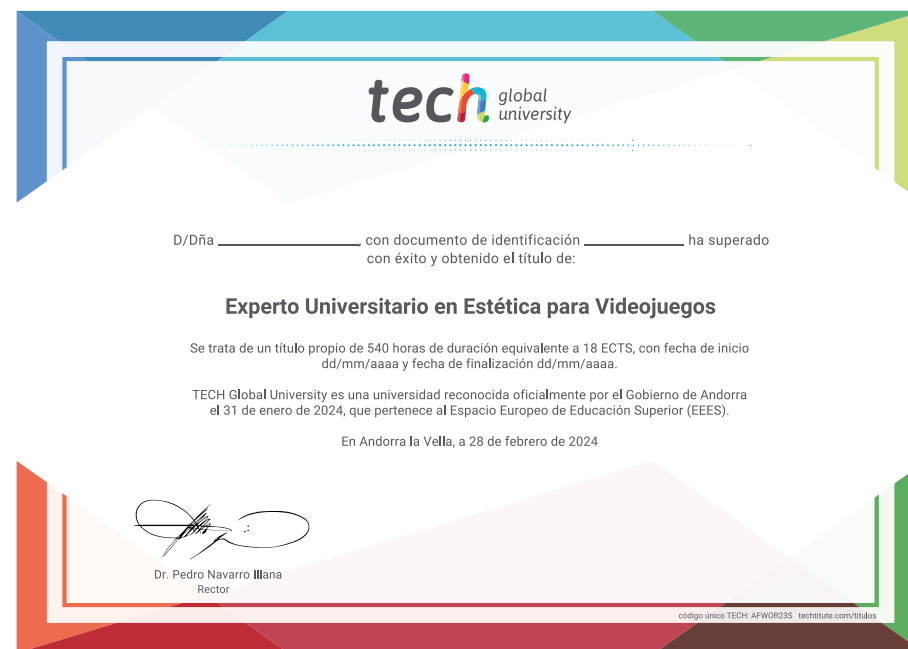 tech global university
D/Dña ____________________, con documento de identificación ______________ ha superado
con éxito y obtenido el título de:
Experto Universitario en Estética para Videojuegos
Se trata de un título propio de 540 horas de duración equivalente a 18 ECTS, con fecha de inicio
dd/mm/aaaa y fecha de finalización dd/mm/aaaa.
TECH Global University es una universidad reconocida oficialmente por el Gobierno de Andorra
el 31 de enero de 2024, que pertenece al Espacio Europeo de Educación Superior (EEES).
En Andorra la Vella, a 28 de febrero de 2024
Dr. Pedro Navarro Illana
Rector
código único TECH: AFWOR23S techtitute.com/titulos